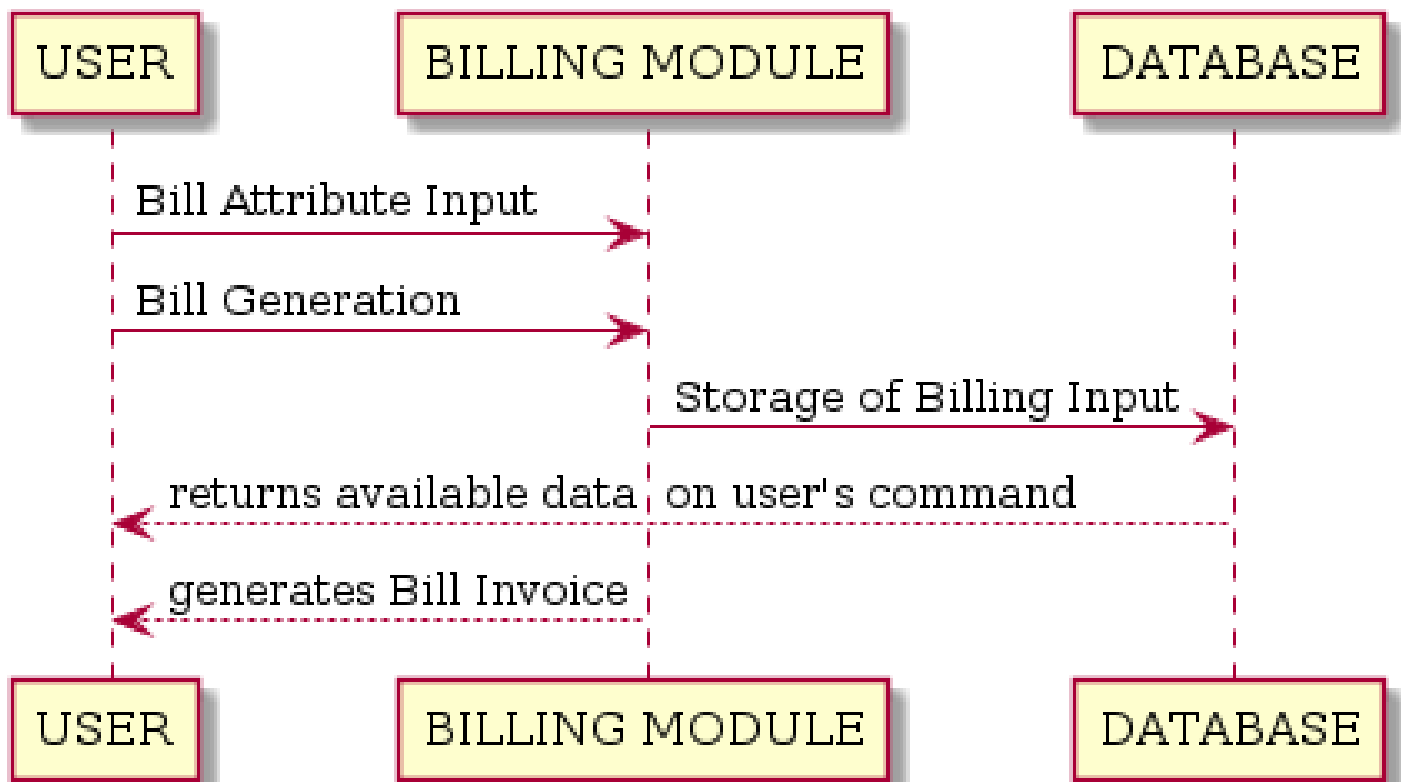 USER
BILLING MODULE
DATABASE
Bill Attribute Input
Bill Generation
Storage of Billing Input
returns available data on user's command
generates Bill Invoice
USER
BILLING MODULE
DATABASE